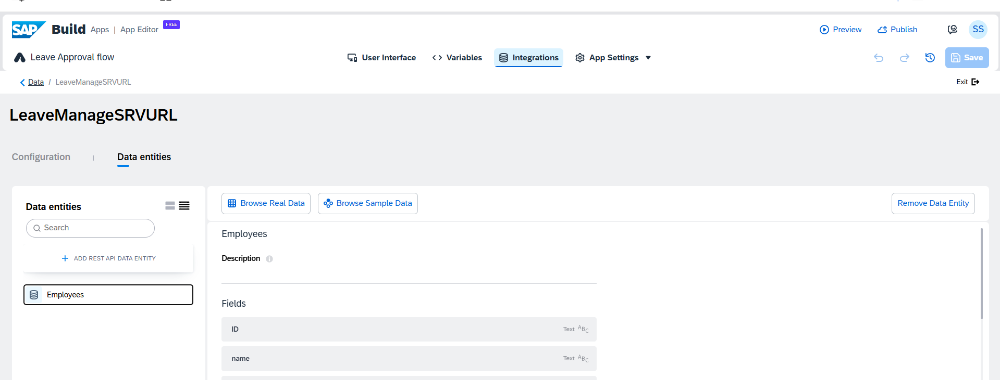 SAP Build Apps | App Editor FREE
Preview Publish SS
Leave Approval flow User Interface Variables Integrations App Settings Save
Data / LeaveManageSRVURL Exit
LeaveManageSRVURL
Configuration | Data entities
Data entities
Search
ADD REST API DATA ENTITY
Employees
Browse Real Data Browse Sample Data Remove Data Entity
Employees
Description
Fields
ID Text ABC
name Text ABC